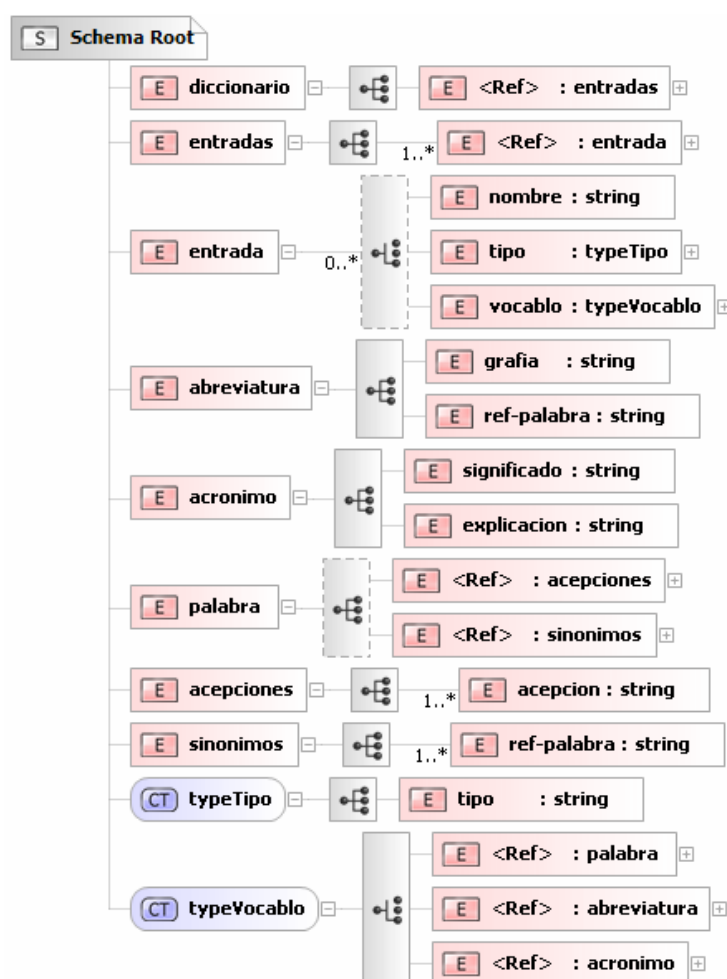 S Schema Root
E diccionario E <Ref> : entradas
E entradas 1..* E <Ref> : entrada
E nombre : string
E entrada 0..* E tipo : typeTipo
E vocablo : typeVocablo
E grafia : string
E abreviatura
E ref-palabra : string
E significado : string
E acronimo
E explicacion : string
E <Ref> : acepciones
E palabra
E <Ref> : sinonimos
E acepciones 1..* E acepcion : string
E sinonimos 1..* E ref-palabra : string
CT typeTipo E tipo : string
E <Ref> : palabra
CT typeVocablo E <Ref> : abreviatura
E <Ref> : acronimo